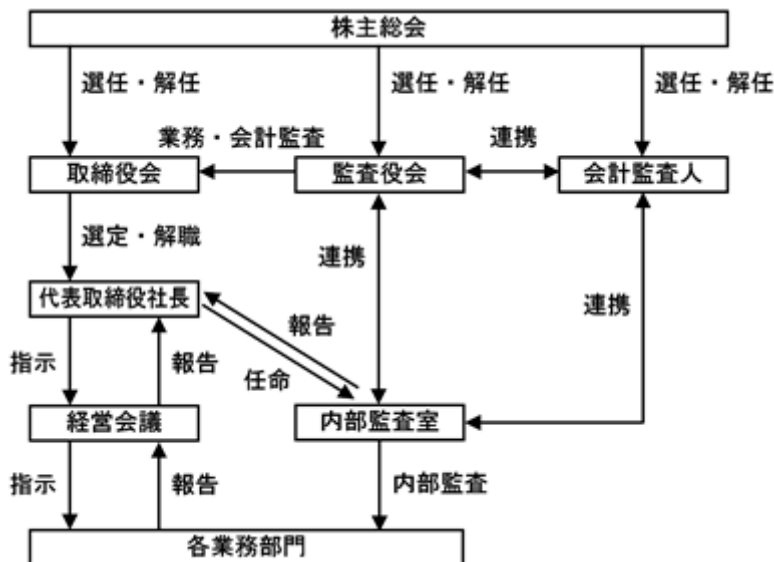 株主総会
選任・解任
選任・解任
選任・解任
業務・会計監査
連携
取締役会
監査役会
会計監査人
選定・解職
連携
代表取締役社長
報告
連携
指示
報告
任命
経営会議
内部監査室
指示
報告
内部監査
各業務部門